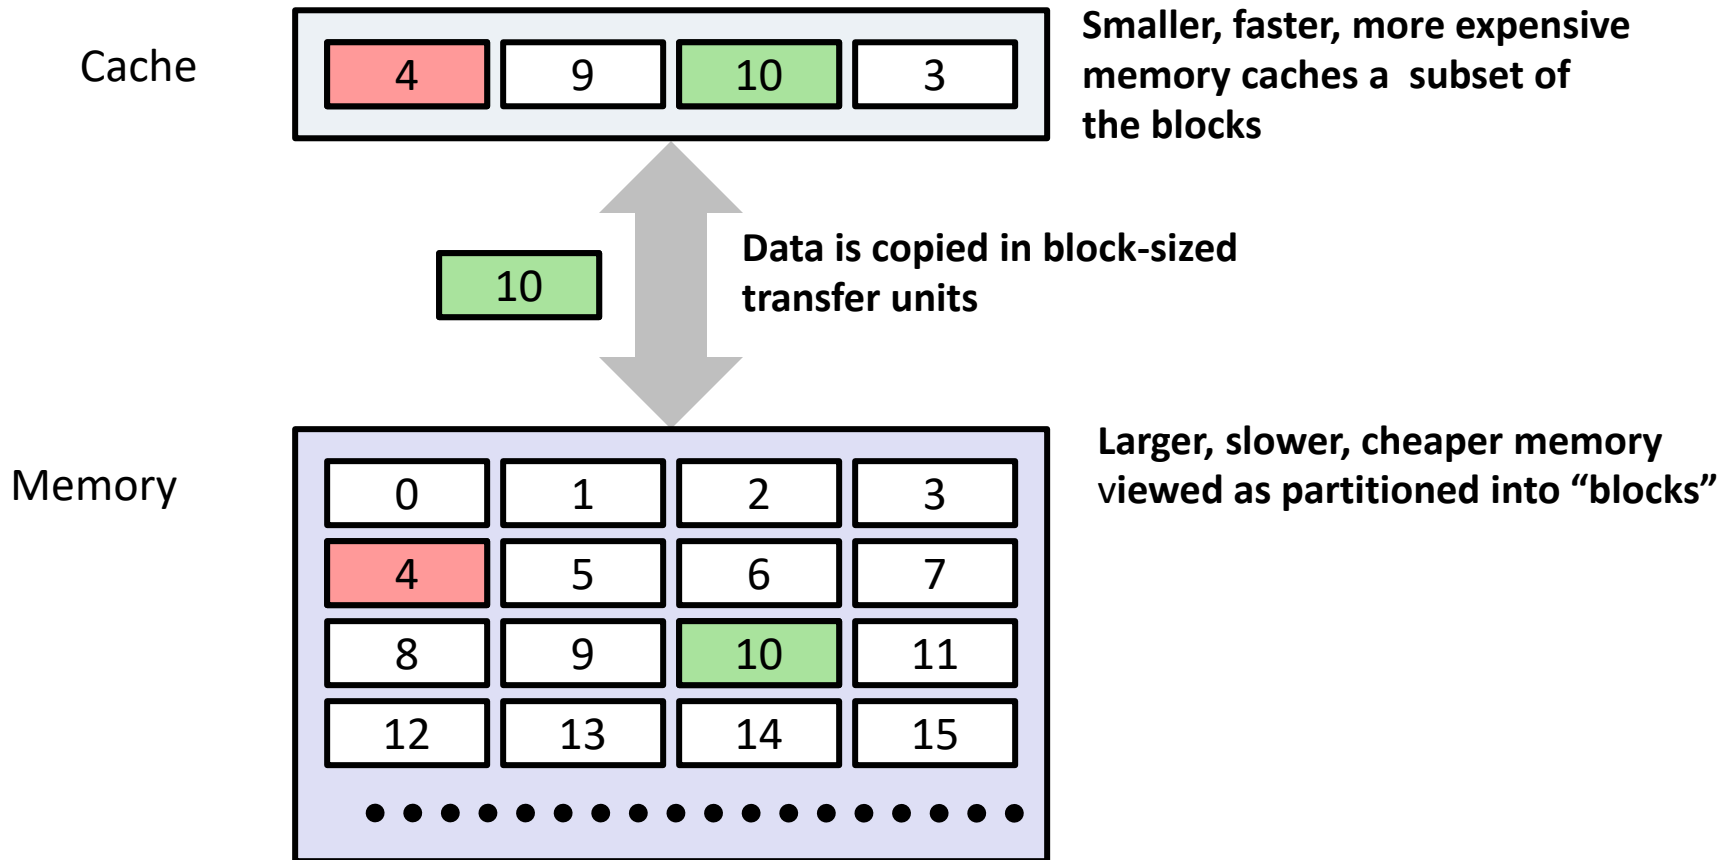 Cache
4 9 10 3
Smaller, faster, more expensive
memory caches a  subset of
the blocks
10
Data is copied in block-sized
transfer units
Memory
Larger, slower, cheaper memory
viewed as partitioned into “blocks”
0 1 2 3
4 5 6 7
8 9 10 11
12 13 14 15